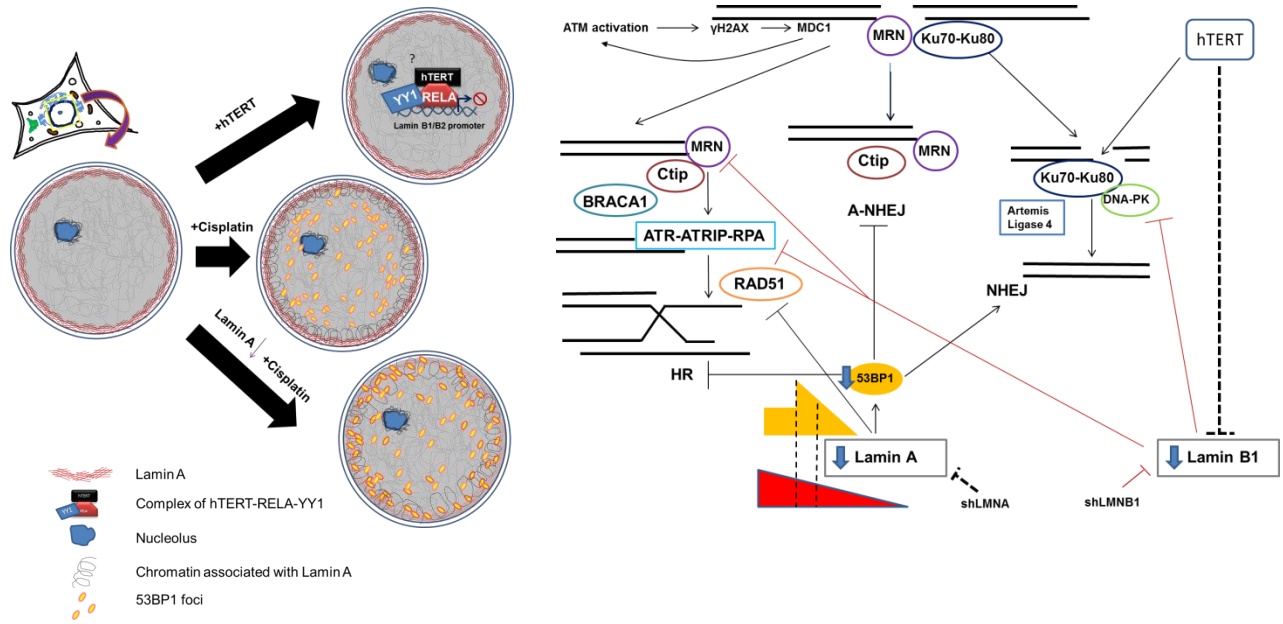 +hTERT
?
hTERT
YY1
RELA
Lamin B1/B2 promoter
+Cisplatin
Lamin A
+Cisplatin
Lamin A
hTERT
YY1
RELA
Complex of hTERT-RELA-YY1
Nucleolus
Chromatin associated with Lamin A
53BP1 foci
ATM activation
γH2AX
MDC1
MRN
Ku70-Ku80
hTERT
MRN
Ctip
BRACA1
ATR-ATRIP-RPA
RAD51
HR
Ctip
MRN
A-NHEJ
Ku70-Ku80
DNA-PK
Artemis
Ligase 4
NHEJ
53BP1
Lamin A
Lamin B1
shLMNA
shLMNB1